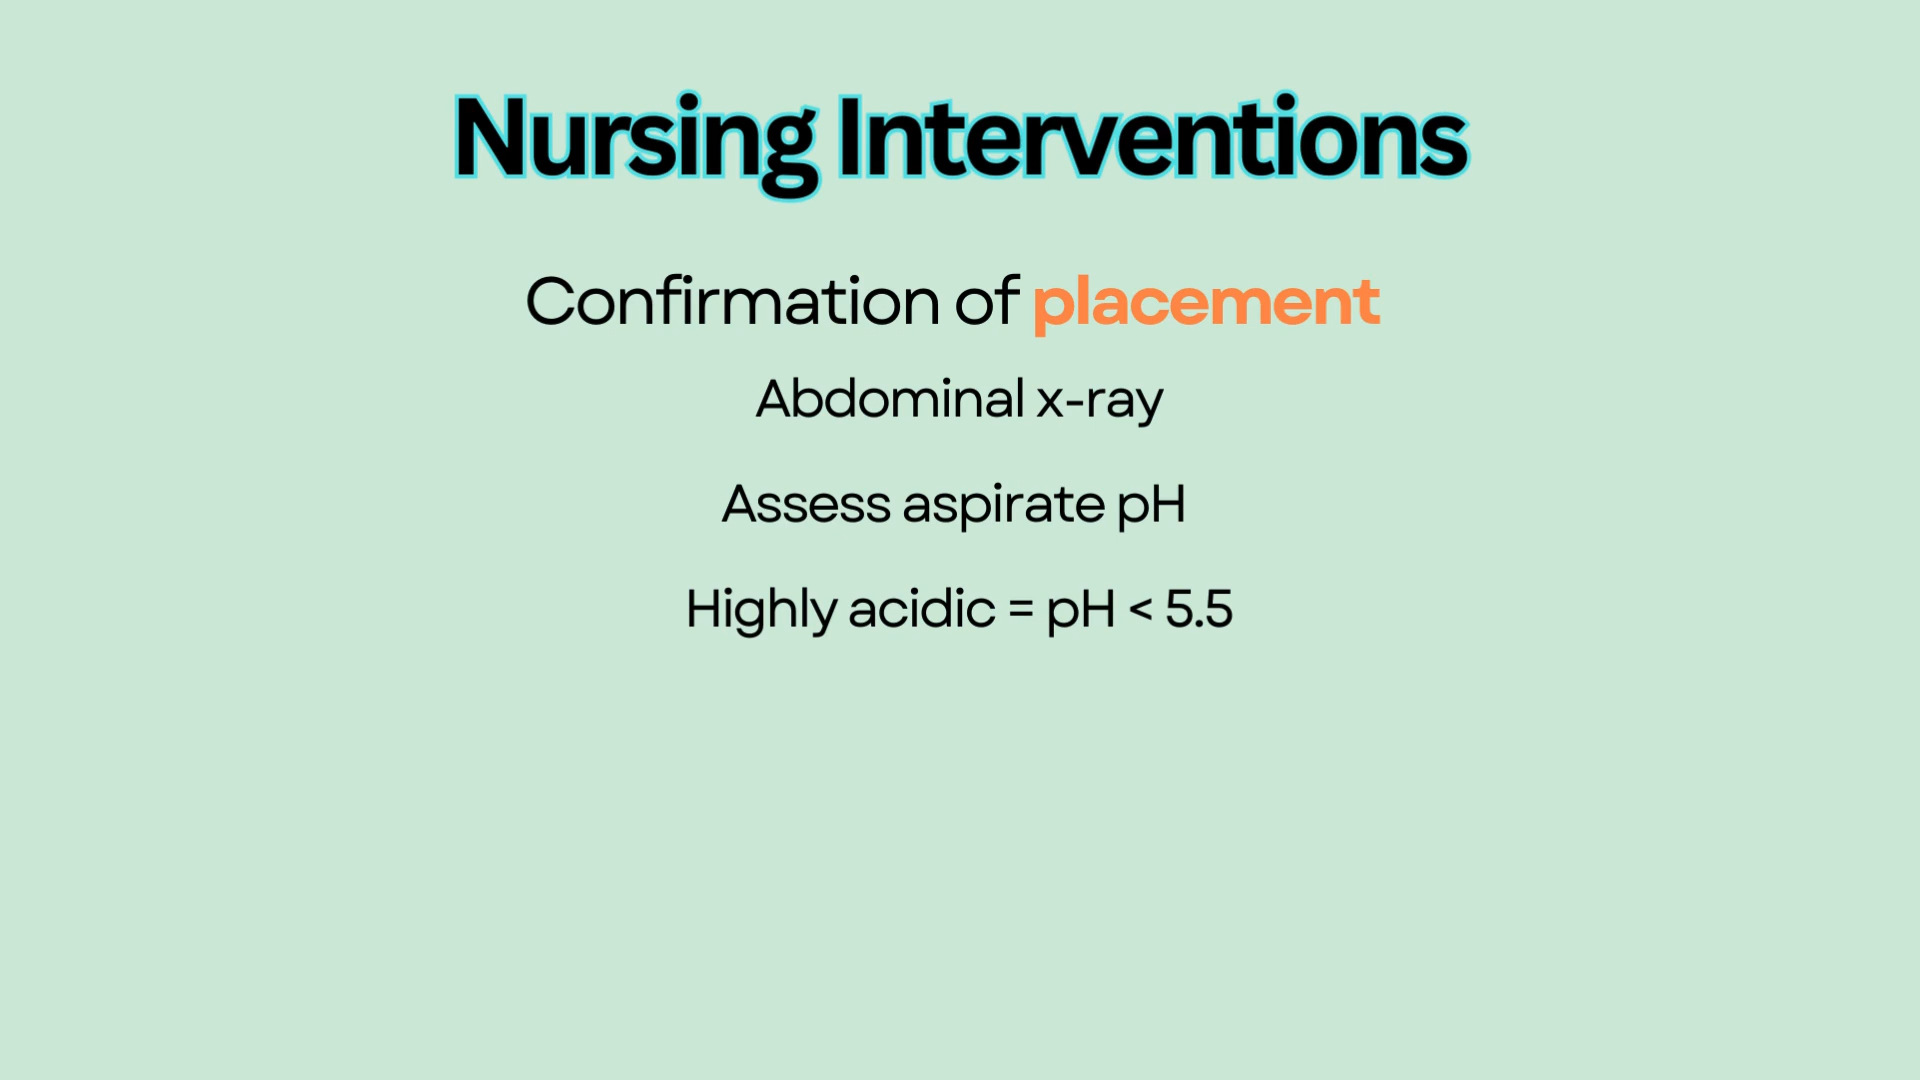 Nursing Interventions
Confirmation of placement
Abdominal x-ray
Assess aspirate pH
Highly acidic = pH < 5.5